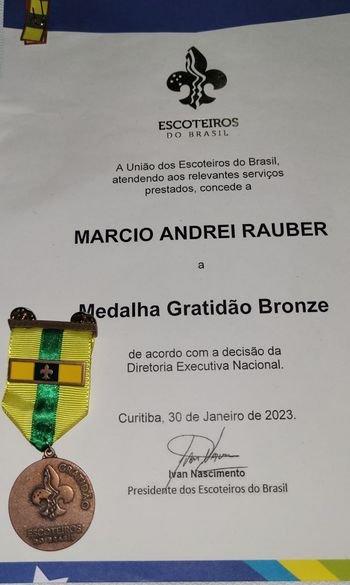 ESCOTEIROS
DO BRASIL
A União dos Escoteiros do Brasil,
atendendo aos relevantes serviços
prestados, concede a
MARCIO ANDREI RAUBER
a
Medalha Gratidão Bronze
de acordo com a decisão da
Diretoria Executiva Nacional.
Curitiba, 30 de Janeiro de 2023.
Ivan Nascimento
Presidente dos Escoteiros do Brasil
GRATIDÃO
ESCOTEIROS
DO BRASIL